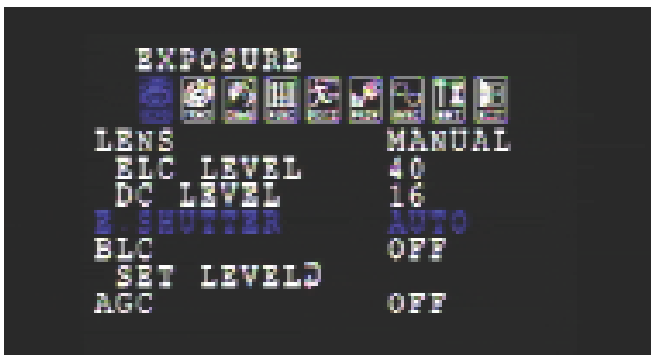 EXPOSURE
LENS MANUAL
ELC LEVEL 40
DC LEVEL 16
E.SHUTTER AUTO
BLC OFF
SET LEVEL
AGC OFF